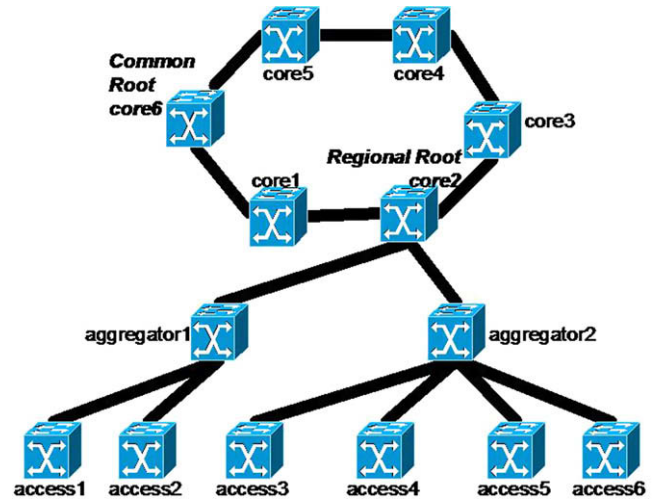 Common
Root
core6
core5
core4
core3
Regional Root
core2
core1
aggregator1
aggregator2
access1
access2
access3
access4
access5
access6